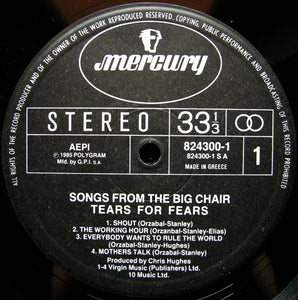 ALL RIGHTS OF THE RECORD PRODUCER AND OF THE OWNER OF THE WORK REPRODUCED RESERVED. COPYING, PUBLIC PERFORMANCE AND BROADCASTING OF THIS RECORD PROHIBITED
mercury
STEREO 33 1/3
AEPI
℗ 1985 POLYGRAM
Mfd. by G.P.I. s.a
824300-1
824300-1 S A
MADE IN GREECE
1
SONGS FROM THE BIG CHAIR
TEARS FOR FEARS
1. SHOUT (Orzabal-Stanley)
2. THE WORKING HOUR (Orzanbal-Stanley-Elias)
3. EVERYBODY WANTS TO RULE THE WORLD
(Orzabal-Stanley-Hughes)
4. MOTHERS TALK (Orzabal-Stanley)
Produced by Chris Hughes
1-4 Virgin Music (Publishers) Ltd.
10 Music Ltd.